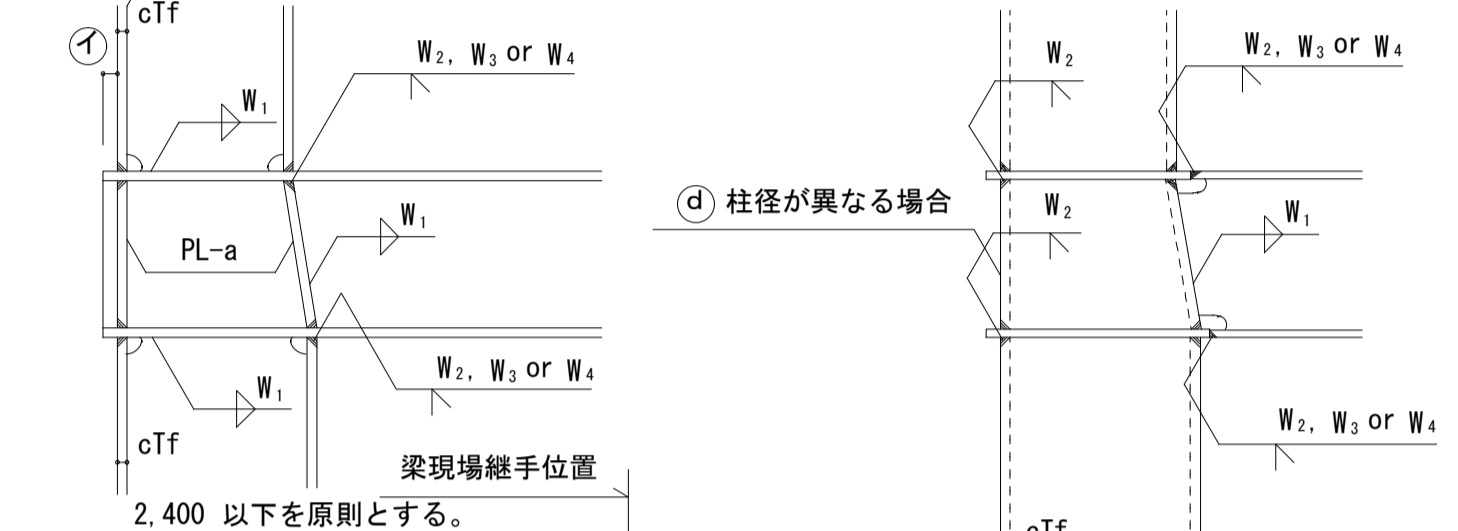 cTf
イ
W₂, W₃ or W₄
W₁
PL-a
W₁
W₂, W₃ or W₄
W₁
cTf
梁現場継手位置
2,400 以下を原則とする。
W₂
W₂, W₃ or W₄
d 柱径が異なる場合
W₂
W₁
W₂, W₃ or W₄
cTf